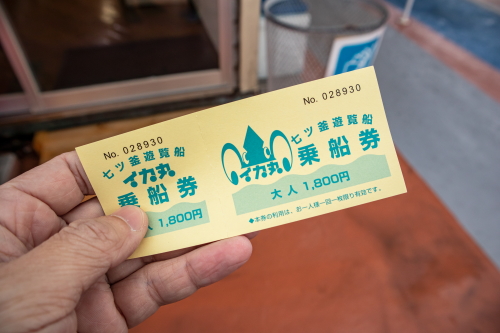 No. 028930
七ツ釜遊覧船
イカ丸
乗船券
人 1,800円
No. 028930
七ツ釜遊覧船
イカ丸
乗船券
大人 1,800円
◆本券の利用は、お一人様一回一枚限り有効です。